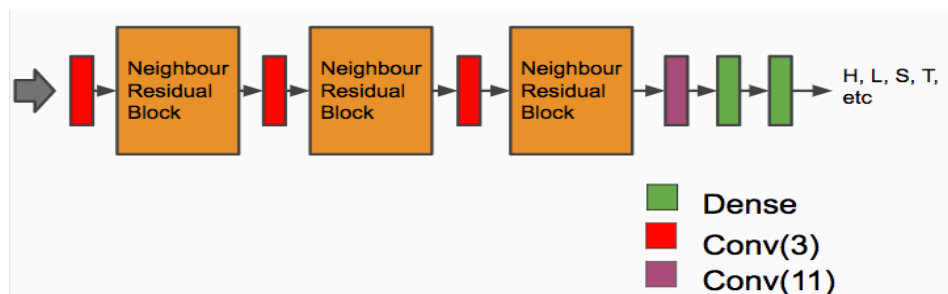 Neighbour
Residual
Block
Neighbour
Residual
Block
Neighbour
Residual
Block
H, L, S, T,
etc
Dense
Conv(3)
Conv(11)